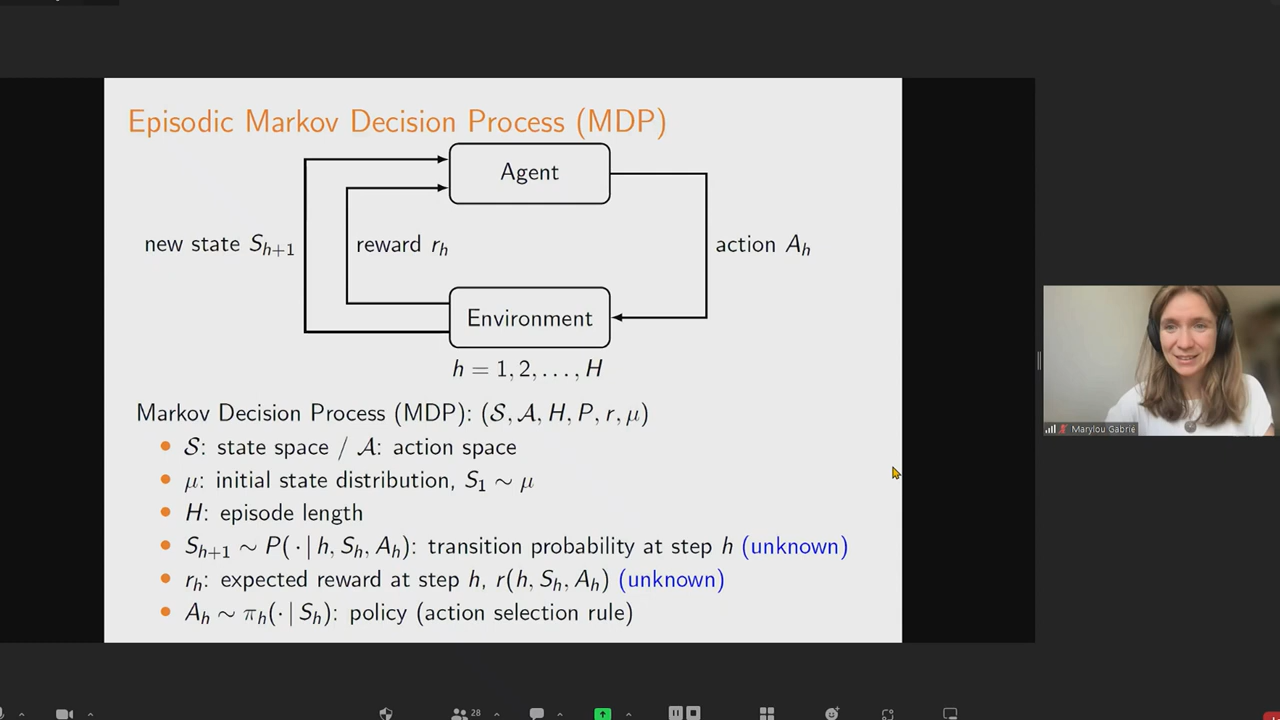 Episodic Markov Decision Process (MDP)
Agent
new state S_{h+1}
reward r_h
action A_h
Environment
h = 1, 2, . . . , H
Markov Decision Process (MDP): (𝒮, 𝒜, H, P, r, μ)
• 𝒮: state space / 𝒜: action space
• μ: initial state distribution, S_1 ∼ μ
• H: episode length
• S_{h+1} ∼ P(· | h, S_h, A_h): transition probability at step h (unknown)
• r_h: expected reward at step h, r(h, S_h, A_h) (unknown)
• A_h ∼ π_h(· | S_h): policy (action selection rule)
Marylou Gabrié
28